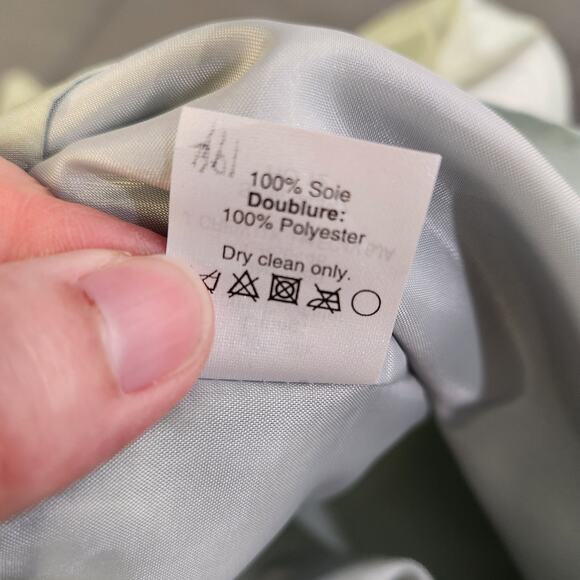 100% Soie
Doublure:
100% Polyester
Dry clean only.